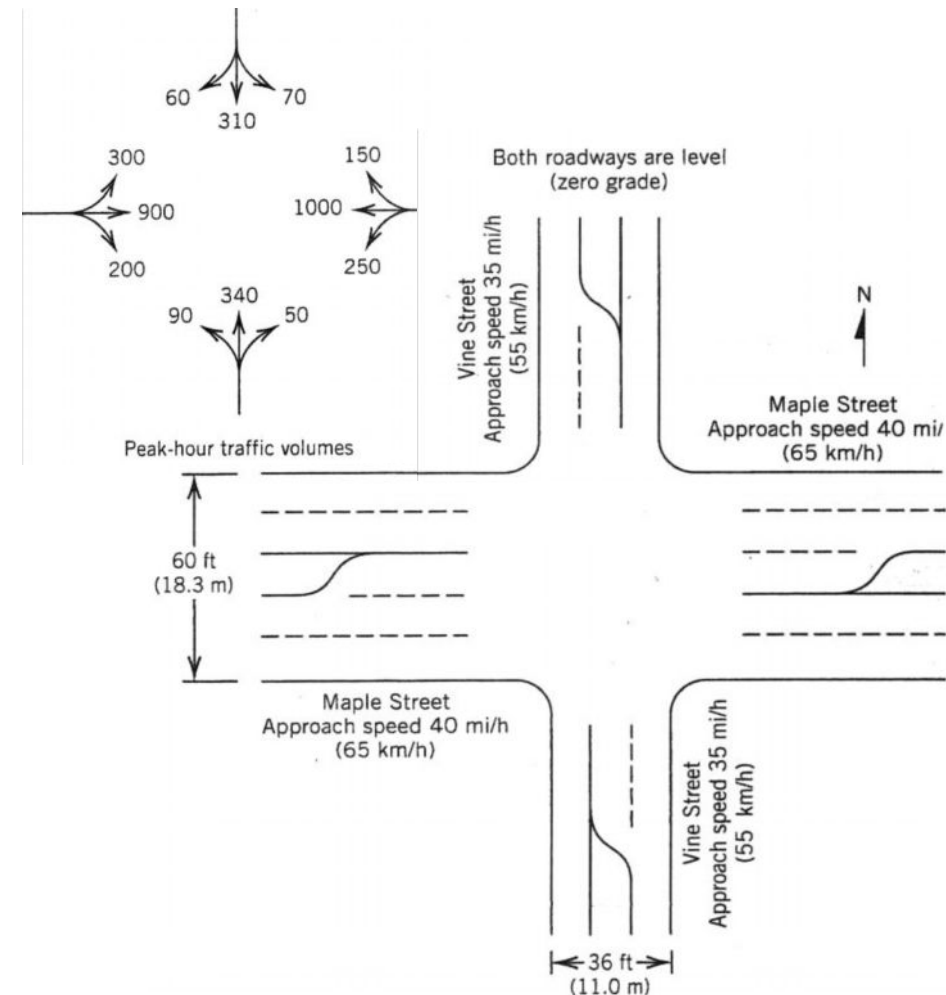 60
70
310
300
150
900
1000
200
250
340
90
50
Peak-hour traffic volumes
Both roadways are level
(zero grade)
Vine Street
Approach speed 35 mi/h
(55 km/h)
N
Maple Street
Approach speed 40 mi/
(65 km/h)
60 ft
(18.3 m)
Maple Street
Approach speed 40 mi/h
(65 km/h)
Vine Street
Approach speed 35 mi/h
(55 km/h)
36 ft
(11.0 m)